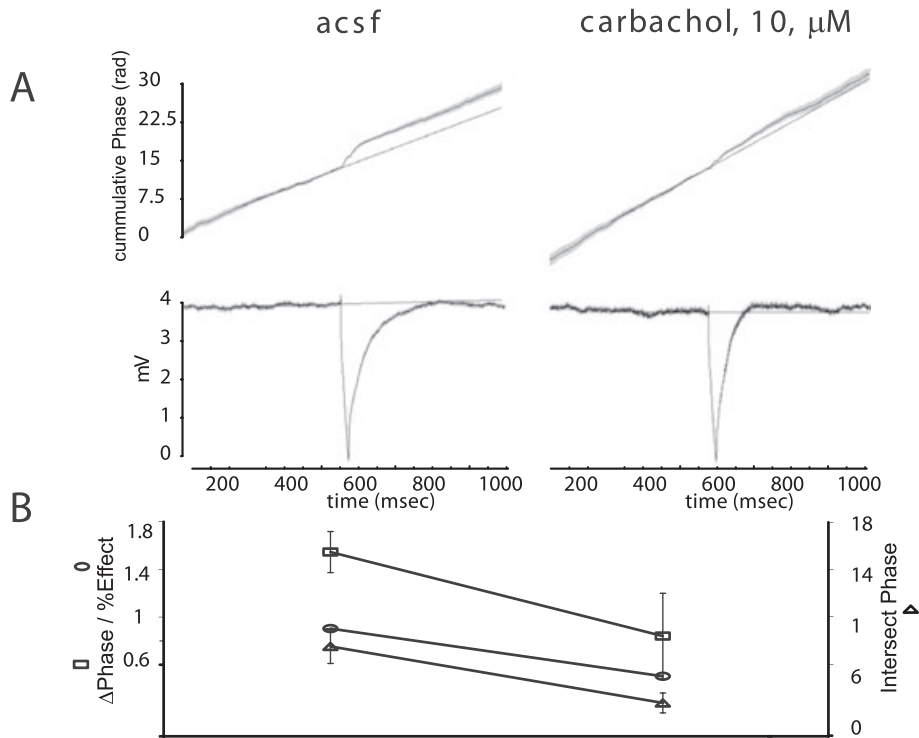 acsf
carbachol, 10, μM
A
cummulative Phase (rad)
30
22.5
15
7.5
0
mV
4
3
2
1
0
200 400 600 800 1000
time (msec)
200 400 600 800 1000
time (msec)
B
ΔPhase / %Effect
1.8
1.4
1
0.6
18
14
1
6
0
Intersect Phase